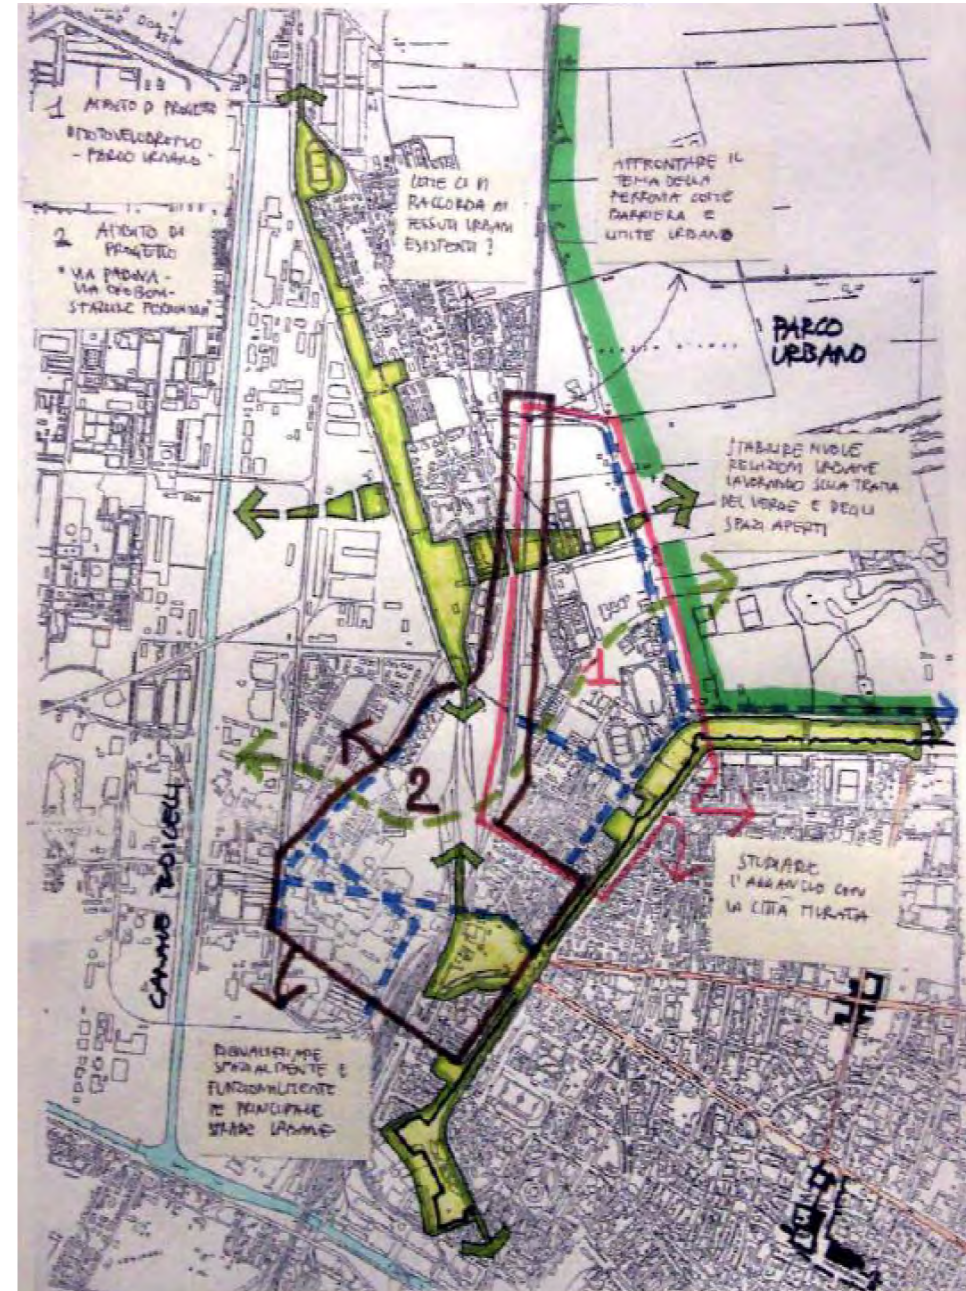 1 AMBITO DI PROGETTO
MOTOVELODROMO
- PARCO URBANO -
2 AMBITO DI
PROGETTO
* VIA PADOVA -
VIA
COME CI SI
RACCORDA AI
TESSUTI URBANI
ESISTENTI?
AFFRONTARE IL
TEMA DELLA
FERROVIA COME
BARRIERA E
LIMITE URBANO
PARCO
URBANO
STABILIRE NUOVE
RELAZIONI URBANE
LAVORANDO SULLA TRAMA
DEL VERDE E DEGLI
SPAZI APERTI
1
2
CANALE BOICELLI
STUDIARE
L'AGGANCIO CON
LA CITTÀ MURATA
RIQUALIFICARE
SPAZIALMENTE E
FUNZIONALMENTE
LE PRINCIPALI
STRADE URBANE